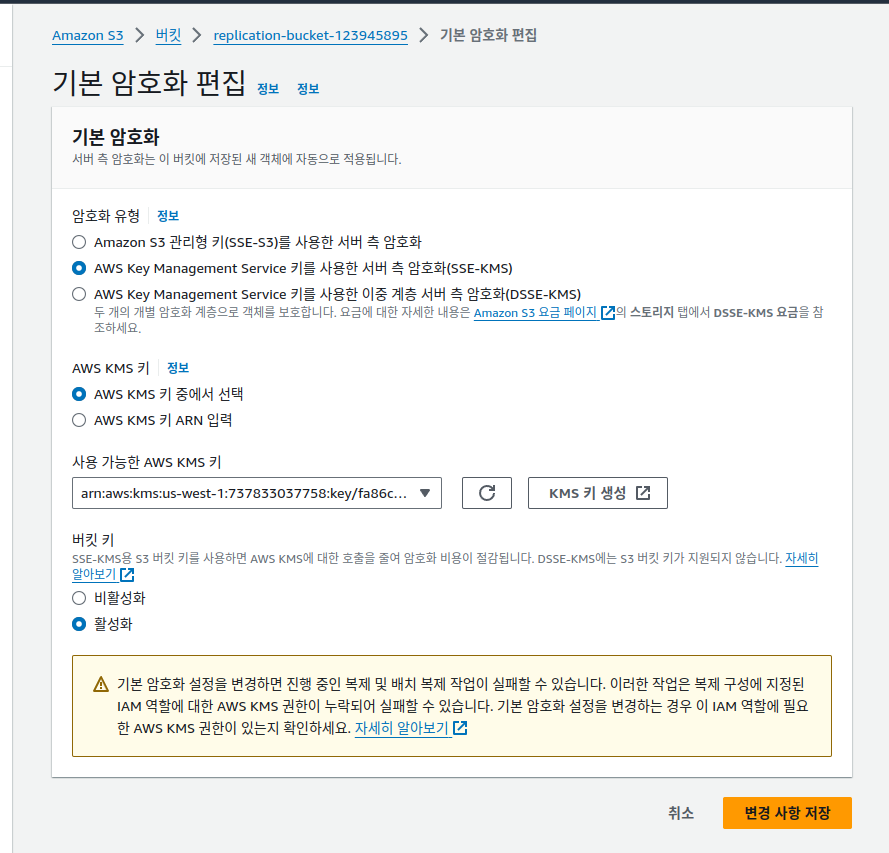 Amazon S3 > 버킷 > replication-bucket-123945895 > 기본 암호화 편집
기본 암호화 편집 정보 정보
기본 암호화
서버 측 암호화는 이 버킷에 저장된 새 객체에 자동으로 적용됩니다.
암호화 유형 정보
Amazon S3 관리형 키(SSE-S3)를 사용한 서버 측 암호화
AWS Key Management Service 키를 사용한 서버 측 암호화(SSE-KMS)
AWS Key Management Service 키를 사용한 이중 계층 서버 측 암호화(DSSE-KMS)
두 개의 개별 암호화 계층으로 객체를 보호합니다. 요금에 대한 자세한 내용은 Amazon S3 요금 페이지의 스토리지 탭에서 DSSE-KMS 요금을 참
조하세요.
AWS KMS 키 정보
AWS KMS 키 중에서 선택
AWS KMS 키 ARN 입력
사용 가능한 AWS KMS 키
arn:aws:kms:us-west-1:737833037758:key/fa86c... KMS 키 생성
버킷 키
SSE-KMS용 S3 버킷 키를 사용하면 AWS KMS에 대한 호출을 줄여 암호화 비용이 절감됩니다. DSSE-KMS에는 S3 버킷 키가 지원되지 않습니다. 자세히
알아보기
비활성화
활성화
기본 암호화 설정을 변경하면 진행 중인 복제 및 배치 복제 작업이 실패할 수 있습니다. 이러한 작업은 복제 구성에 지정된
IAM 역할에 대한 AWS KMS 권한이 누락되어 실패할 수 있습니다. 기본 암호화 설정을 변경하는 경우 이 IAM 역할에 필요
한 AWS KMS 권한이 있는지 확인하세요. 자세히 알아보기
취소 변경 사항 저장